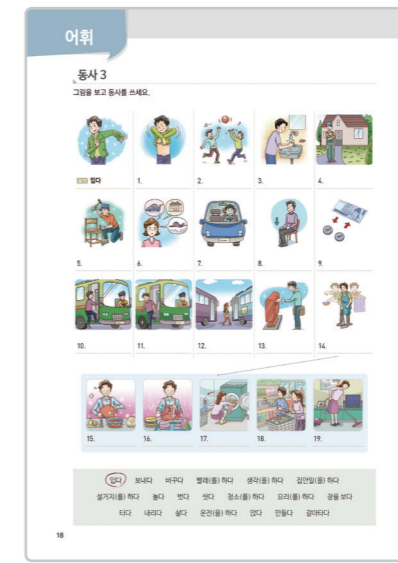 어휘
동사 3
그림을 보고 동사를 쓰세요.
보기 입다 1. 2. 3. 4.
5. 6. 7. 8. 9.
10. 11. 12. 13. 14.
15. 16. 17. 18. 19.
입다 보내다 바꾸다 빨래(를) 하다 생각(을) 하다 집안일(을) 하다
설거지(를) 하다 놀다 벗다 씻다 청소(를) 하다 요리(를) 하다 장을 보다
타다 내리다 살다 운전(을) 하다 앉다 만들다 갈아타다
18